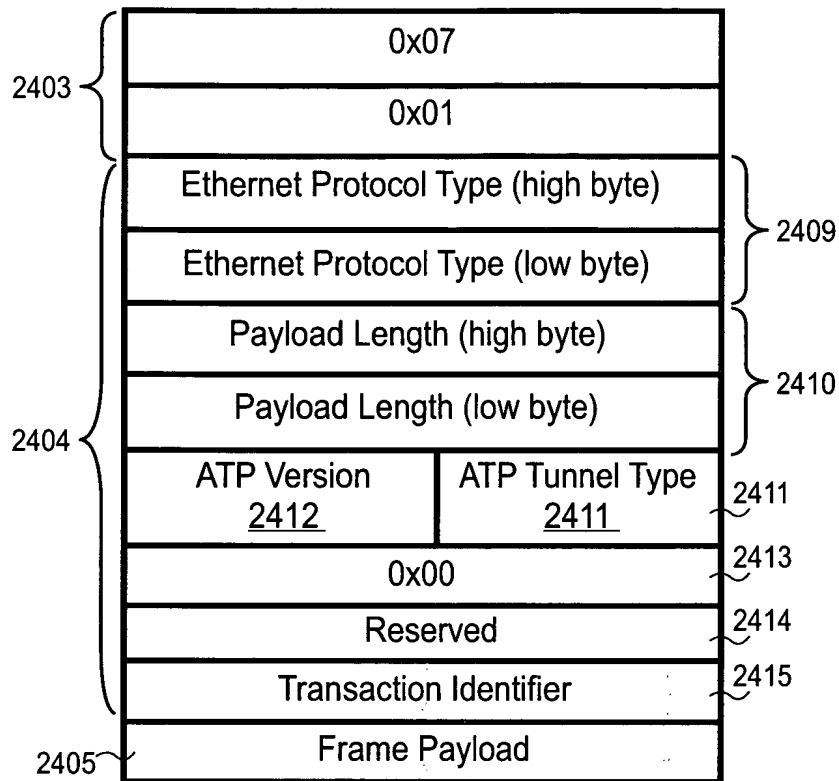 0x07
2403
0x01
Ethernet Protocol Type (high byte)
2409
Ethernet Protocol Type (low byte)
Payload Length (high byte)
2410
Payload Length (low byte)
2404
ATP Version
2412
ATP Tunnel Type
2411
2411
0x00
2413
Reserved
2414
Transaction Identifier
2415
2405
Frame Payload